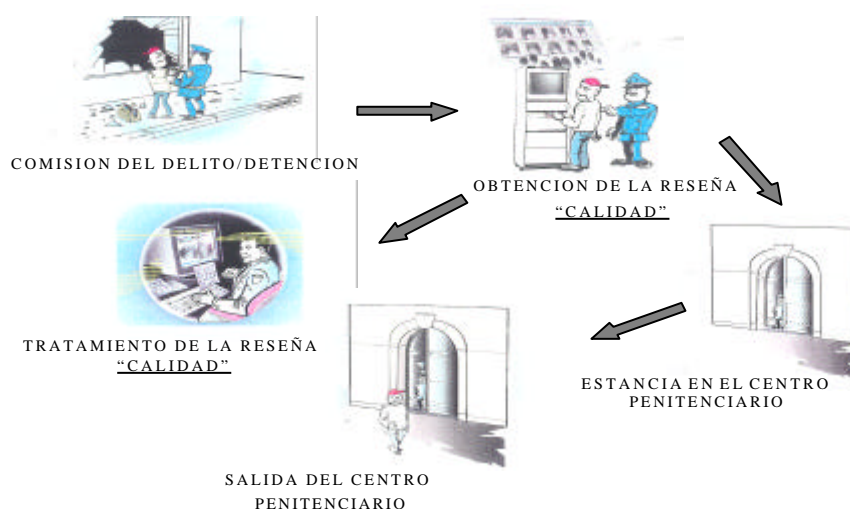 COMISION DEL DELITO/DETENCION
OBTENCION DE LA RESEÑA
“CALIDAD”
TRATAMIENTO DE LA RESEÑA
“CALIDAD”
ESTANCIA EN EL CENTRO
PENITENCIARIO
SALIDA DEL CENTRO
PENITENCIARIO